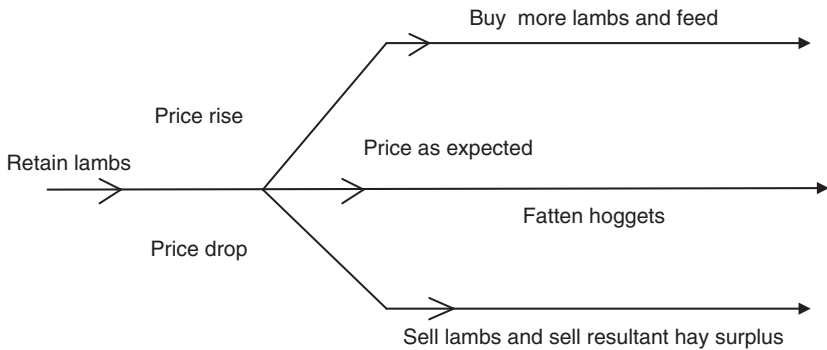 Buy more lambs and feed
Price rise
Price as expected
Retain lambs
Fatten hoggets
Price drop
Sell lambs and sell resultant hay surplus